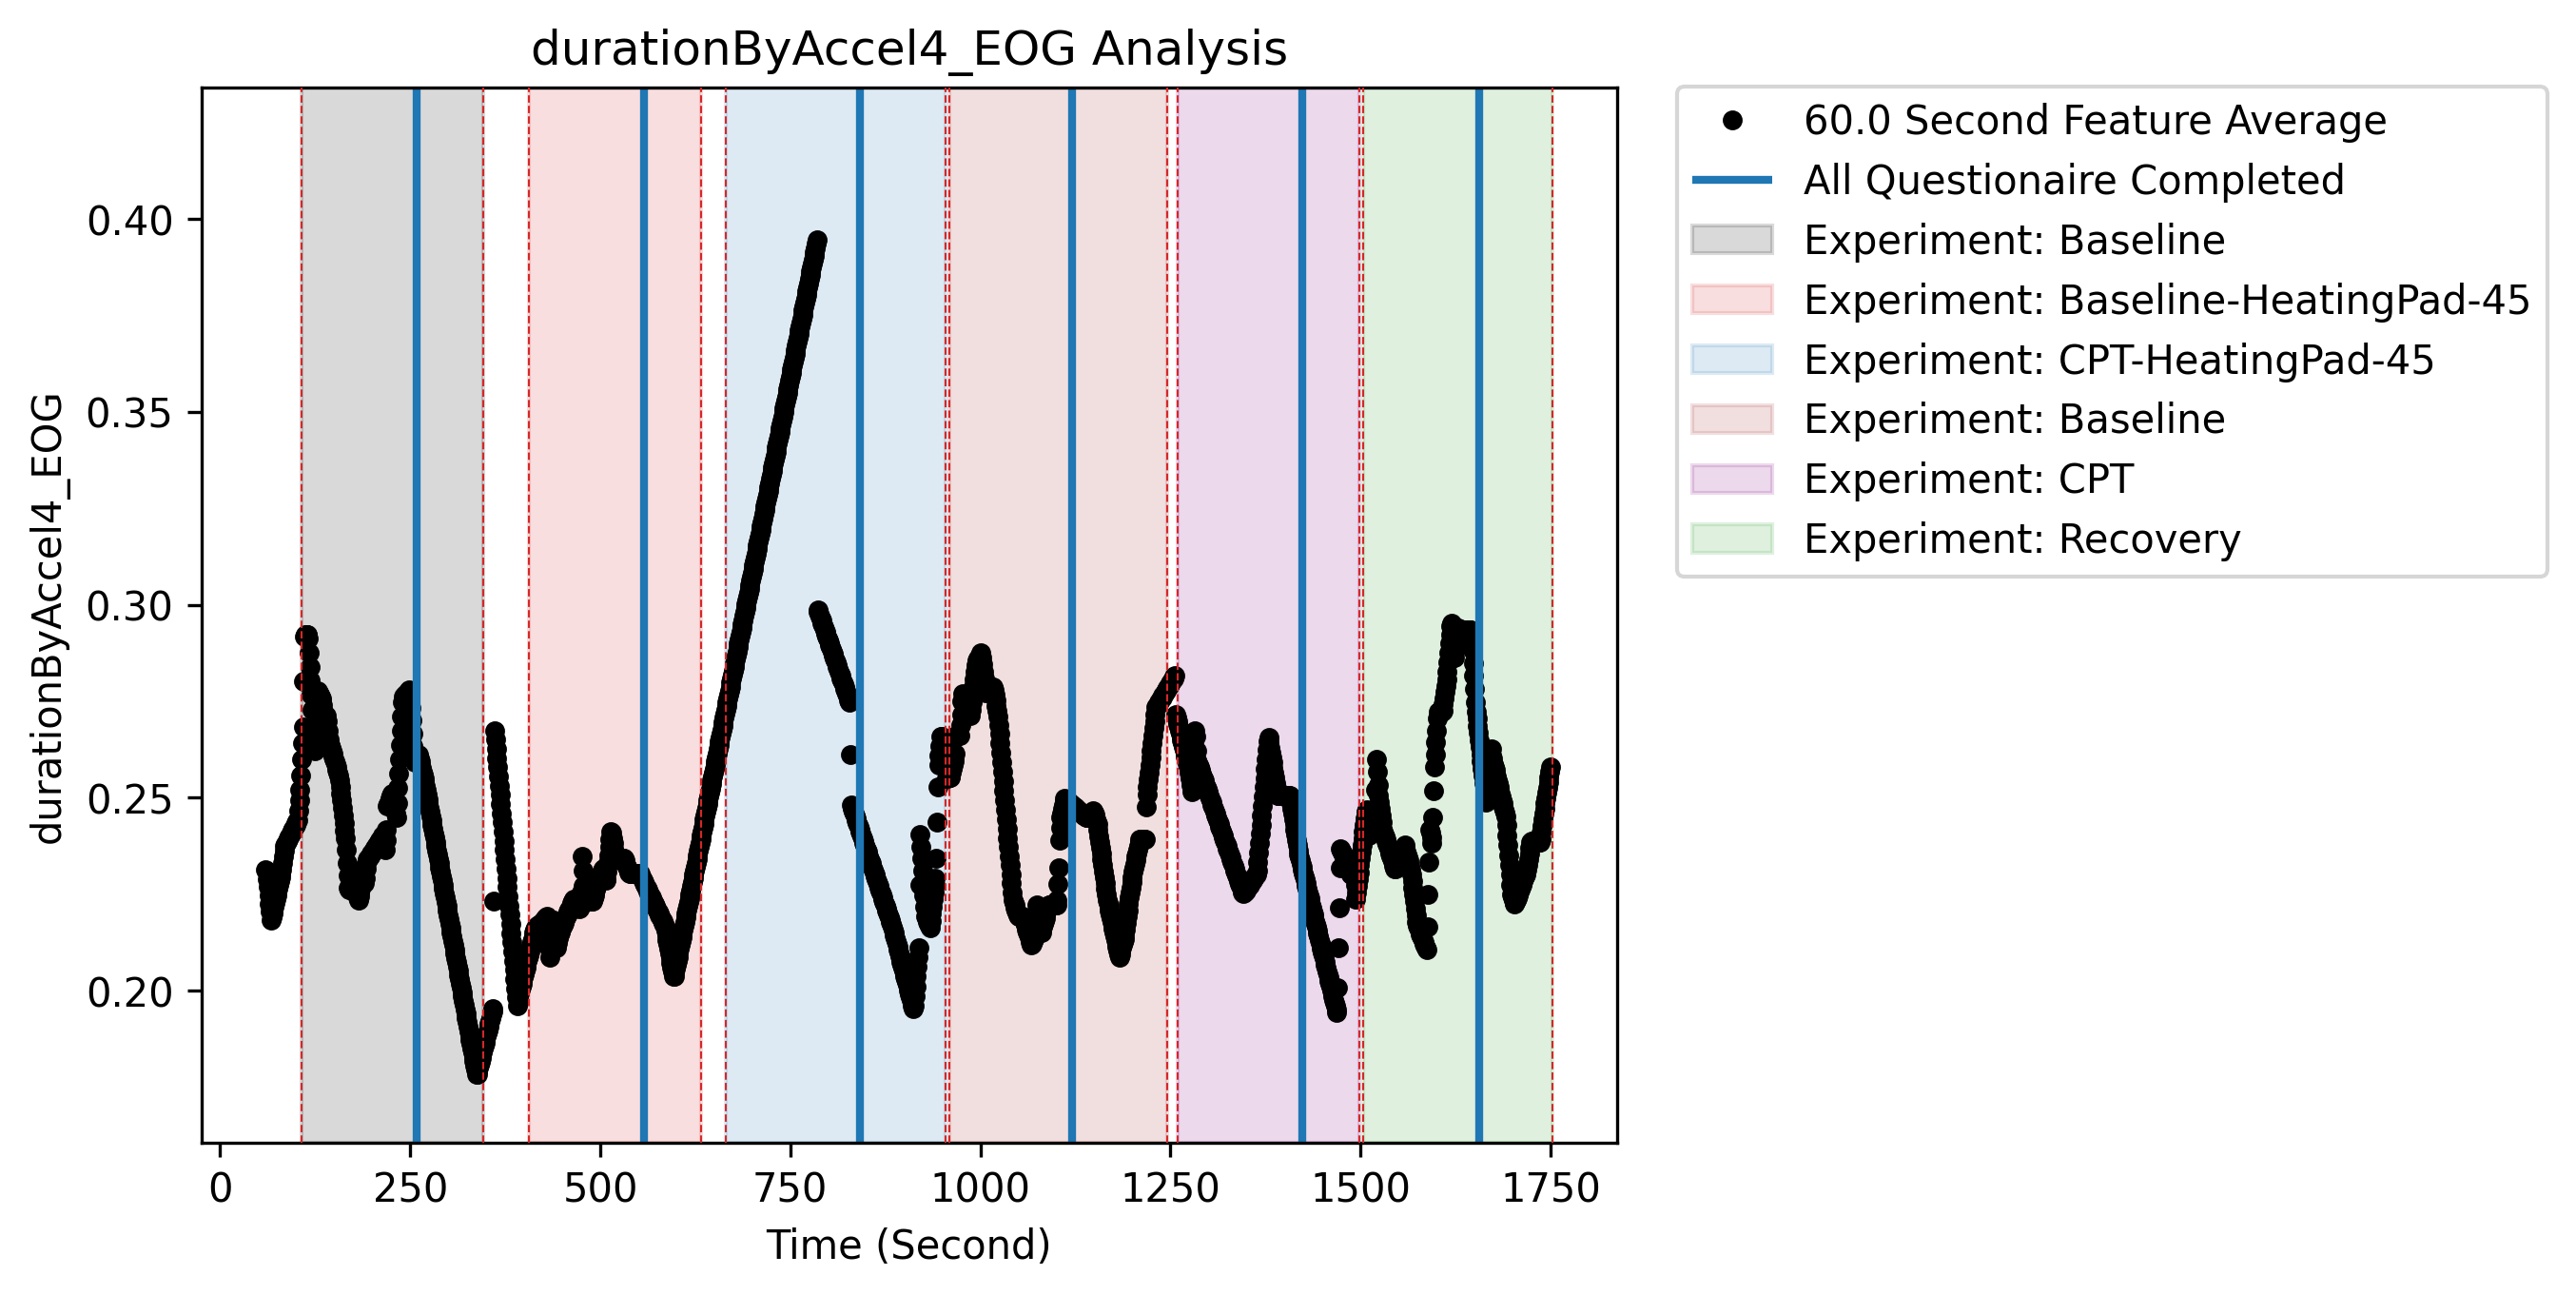 durationByAccel4_EOG Analysis
durationByAccel4_EOG
0.40
0.35
0.30
0.25
0.20
0 250 500 750 1000 1250 1500 1750
Time (Second)
60.0 Second Feature Average
All Questionaire Completed
Experiment: Baseline
Experiment: Baseline-HeatingPad-45
Experiment: CPT-HeatingPad-45
Experiment: Baseline
Experiment: CPT
Experiment: Recovery